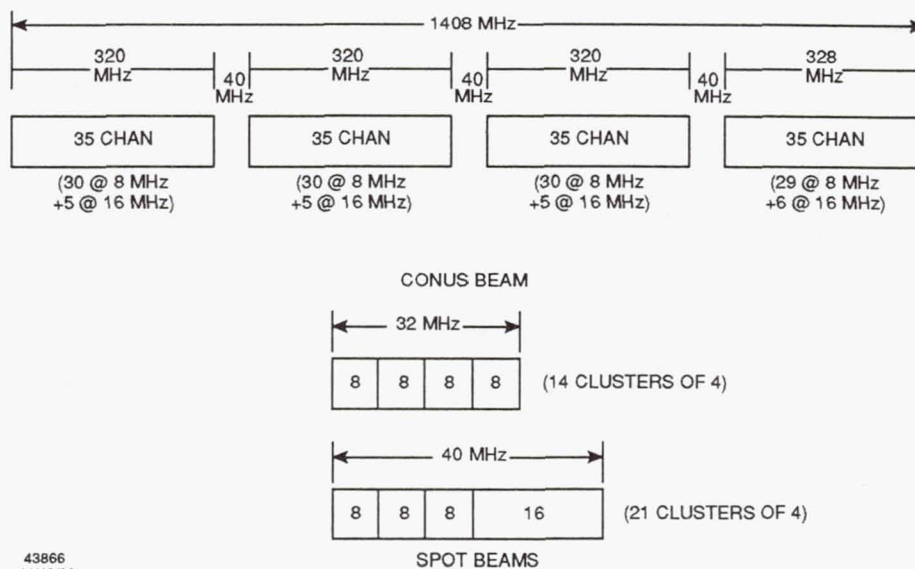 1408 MHz
320 MHz 320 MHz 320 MHz 328 MHz
40 MHz 40 MHz 40 MHz
35 CHAN 35 CHAN 35 CHAN 35 CHAN
(30 @ 8 MHz (30 @ 8 MHz (30 @ 8 MHz (29 @ 8 MHz
+5 @ 16 MHz) +5 @ 16 MHz) +5 @ 16 MHz) +6 @ 16 MHz)
CONUS BEAM
32 MHz
8 8 8 8 (14 CLUSTERS OF 4)
40 MHz
8 8 8 16 (21 CLUSTERS OF 4)
43866
SPOT BEAMS